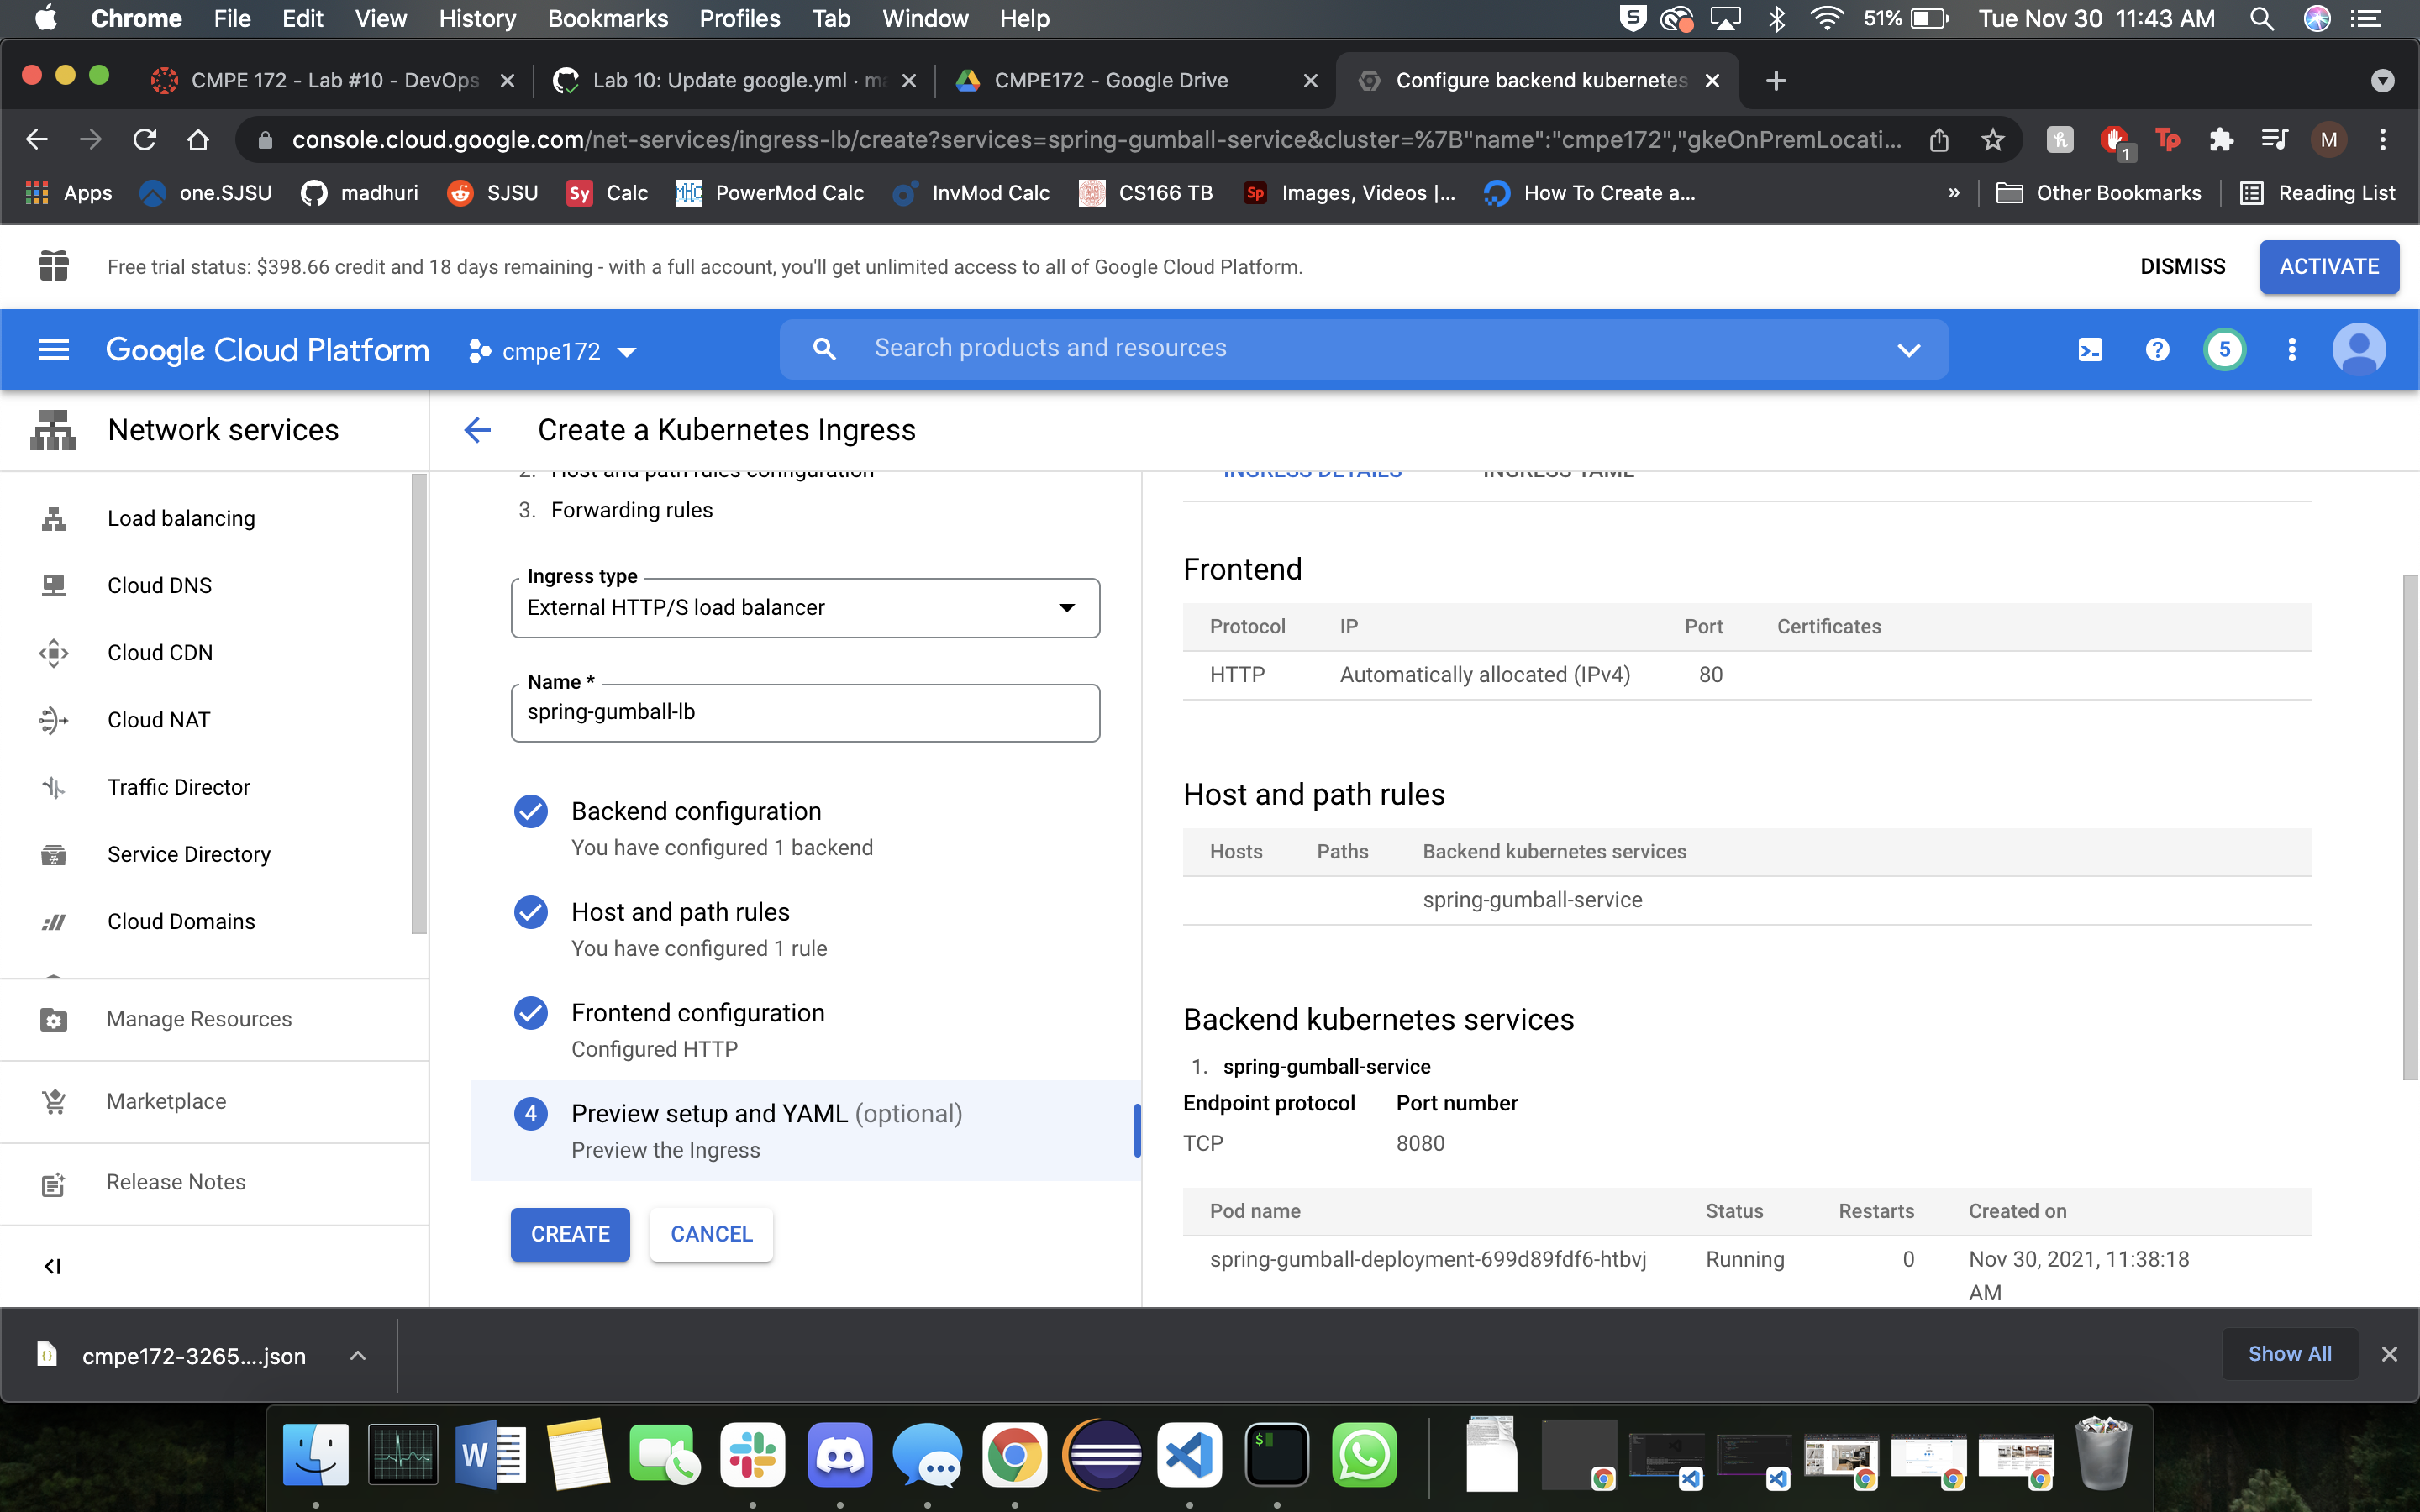 Chrome File Edit View History Bookmarks Profiles Tab Window Help 51% Tue Nov 30 11:43 AM
CMPE 172 - Lab #10 - DevOps Lab 10: Update google.yml · ma CMPE172 - Google Drive Configure backend kubernetes
console.cloud.google.com/net-services/ingress-lb/create?services=spring-gumball-service&cluster=%7B"name":"cmpe172","gkeOnPremLocati... 1 Tp M
Apps one.SJSU madhuri SJSU Sy Calc MHC PowerMod Calc InvMod Calc CS166 TB Sp Images, Videos |... How To Create a... » Other Bookmarks Reading List
Free trial status: $398.66 credit and 18 days remaining - with a full account, you'll get unlimited access to all of Google Cloud Platform. DISMISS ACTIVATE
Google Cloud Platform cmpe172 Search products and resources 5
Network services
Load balancing
Cloud DNS
Cloud CDN
Cloud NAT
Traffic Director
Service Directory
Cloud Domains
Manage Resources
Marketplace
Release Notes
Create a Kubernetes Ingress
2. Host and path rules configuration
3. Forwarding rules
Ingress type
External HTTP/S load balancer
Name *
spring-gumball-lb
Backend configuration
You have configured 1 backend
Host and path rules
You have configured 1 rule
Frontend configuration
Configured HTTP
4 Preview setup and YAML (optional)
Preview the Ingress
CREATE CANCEL
INGRESS DETAILS INGRESS YAML
Frontend
Protocol IP Port Certificates
HTTP Automatically allocated (IPv4) 80
Host and path rules
Hosts Paths Backend kubernetes services
spring-gumball-service
Backend kubernetes services
1. spring-gumball-service
Endpoint protocol Port number
TCP 8080
Pod name Status Restarts Created on
spring-gumball-deployment-699d89fdf6-htbvj Running 0 Nov 30, 2021, 11:38:18
AM
cmpe172-3265....json Show All